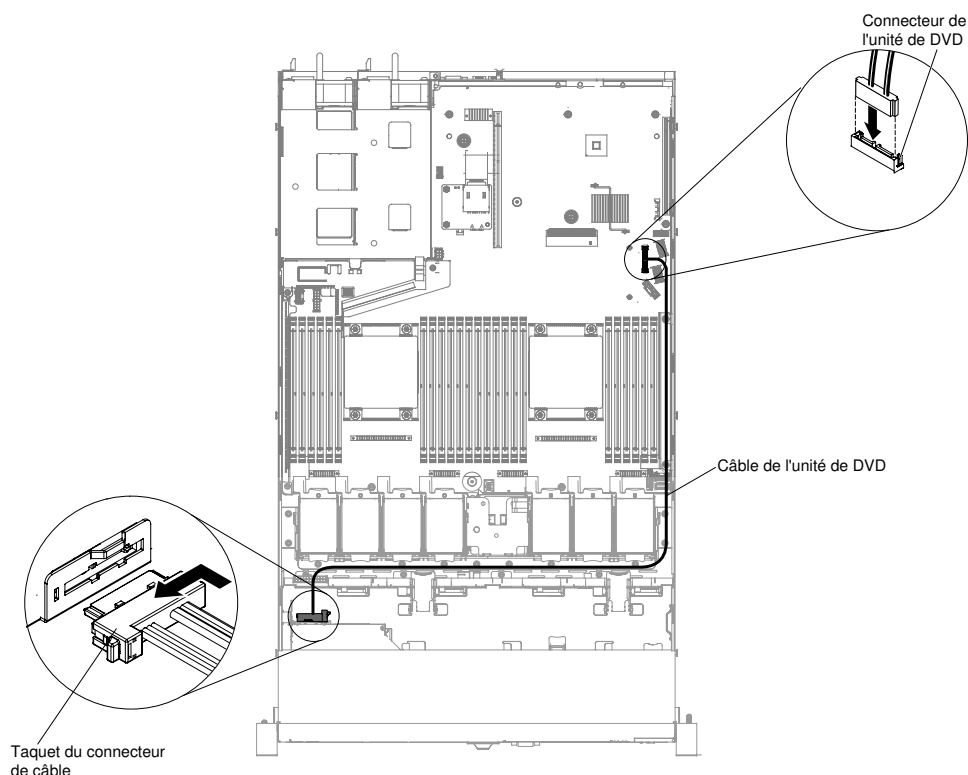 Connecteur de
l'unité de DVD
Câble de l'unité de DVD
Taquet du connecteur
de câble